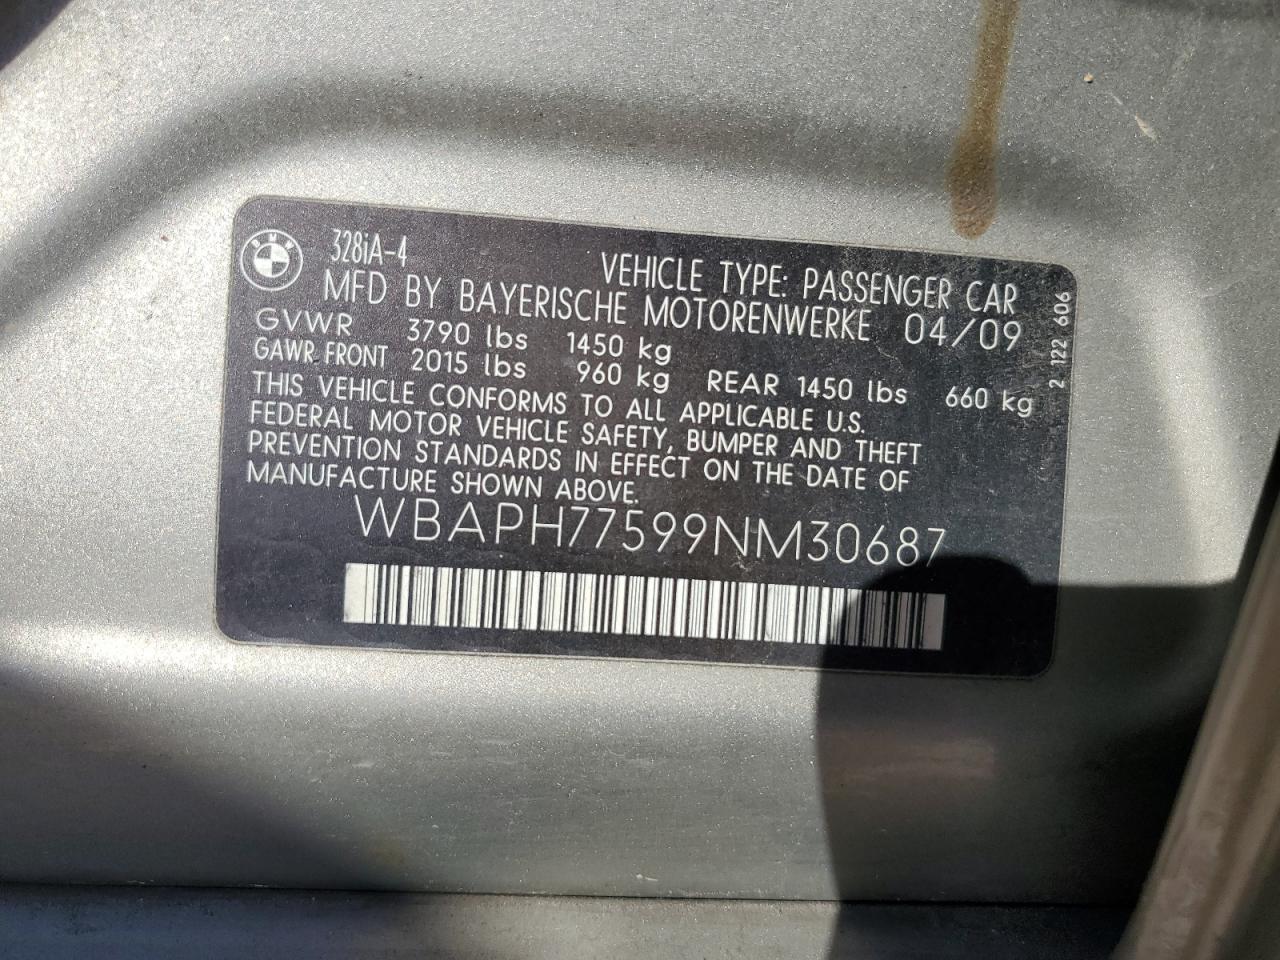 BMW
328iA-4
VEHICLE TYPE: PASSENGER CAR
MFD BY BAYERISCHE MOTORENWERKE 04/09
GVWR 3790 lbs 1450 kg
GAWR FRONT 2015 lbs 960 kg REAR 1450 lbs 660 kg
THIS VEHICLE CONFORMS TO ALL APPLICABLE U.S.
FEDERAL MOTOR VEHICLE SAFETY, BUMPER AND THEFT
PREVENTION STANDARDS IN EFFECT ON THE DATE OF
MANUFACTURE SHOWN ABOVE.
WBAPH77599NM30687
2 122 606